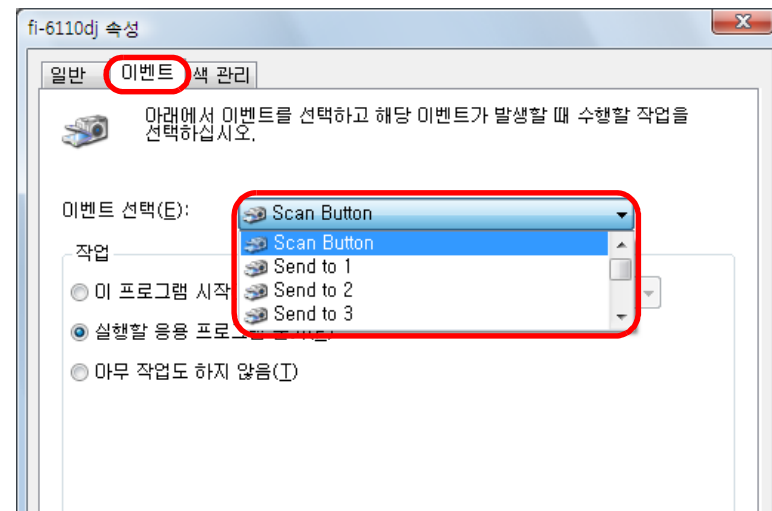 fi-6110dj 속성
일반 이벤트 색 관리
아래에서 이벤트를 선택하고 해당 이벤트가 발생할 때 수행할 작업을
선택하십시오.
이벤트 선택(E): Scan Button
Scan Button
작업
Send to 1
이 프로그램 시작
Send to 2
Send to 3
실행할 응용
아무 작업도 하지 않음(T)